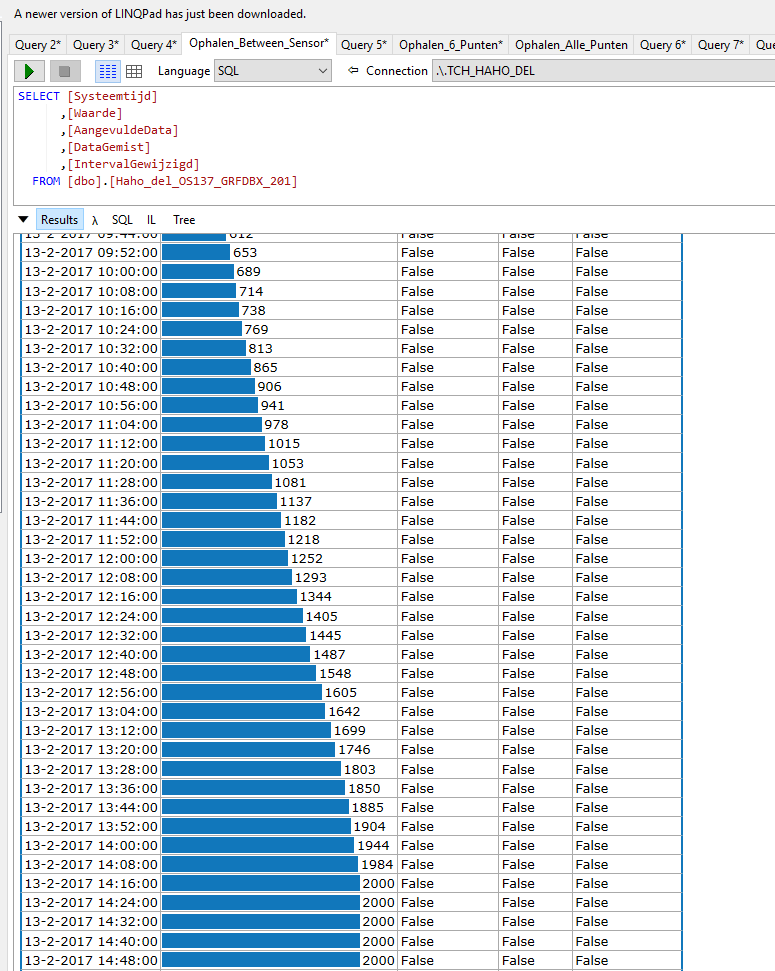 A newer version of LINQPad has just been downloaded.
Query 2* Query 3* Query 4* Ophalen_Between_Sensor* Query 5* Ophalen_6_Punten* Ophalen_Alle_Punten Query 6* Query 7* Que
Language SQL Connection .\.TCH_HAHO_DEL
SELECT [Systeemtijd]
,[Waarde]
,[AangevuldeData]
,[DataGemist]
,[IntervalGewijzigd]
FROM [dbo].[Haho_del_OS137_GRFDBX_201]
Results λ SQL IL Tree
13-2-2017 09:44:00 612 False False False
13-2-2017 09:52:00 653 False False False
13-2-2017 10:00:00 689 False False False
13-2-2017 10:08:00 714 False False False
13-2-2017 10:16:00 738 False False False
13-2-2017 10:24:00 769 False False False
13-2-2017 10:32:00 813 False False False
13-2-2017 10:40:00 865 False False False
13-2-2017 10:48:00 906 False False False
13-2-2017 10:56:00 941 False False False
13-2-2017 11:04:00 978 False False False
13-2-2017 11:12:00 1015 False False False
13-2-2017 11:20:00 1053 False False False
13-2-2017 11:28:00 1081 False False False
13-2-2017 11:36:00 1137 False False False
13-2-2017 11:44:00 1182 False False False
13-2-2017 11:52:00 1218 False False False
13-2-2017 12:00:00 1252 False False False
13-2-2017 12:08:00 1293 False False False
13-2-2017 12:16:00 1344 False False False
13-2-2017 12:24:00 1405 False False False
13-2-2017 12:32:00 1445 False False False
13-2-2017 12:40:00 1487 False False False
13-2-2017 12:48:00 1548 False False False
13-2-2017 12:56:00 1605 False False False
13-2-2017 13:04:00 1642 False False False
13-2-2017 13:12:00 1699 False False False
13-2-2017 13:20:00 1746 False False False
13-2-2017 13:28:00 1803 False False False
13-2-2017 13:36:00 1850 False False False
13-2-2017 13:44:00 1885 False False False
13-2-2017 13:52:00 1904 False False False
13-2-2017 14:00:00 1944 False False False
13-2-2017 14:08:00 1984 False False False
13-2-2017 14:16:00 2000 False False False
13-2-2017 14:24:00 2000 False False False
13-2-2017 14:32:00 2000 False False False
13-2-2017 14:40:00 2000 False False False
13-2-2017 14:48:00 2000 False False False